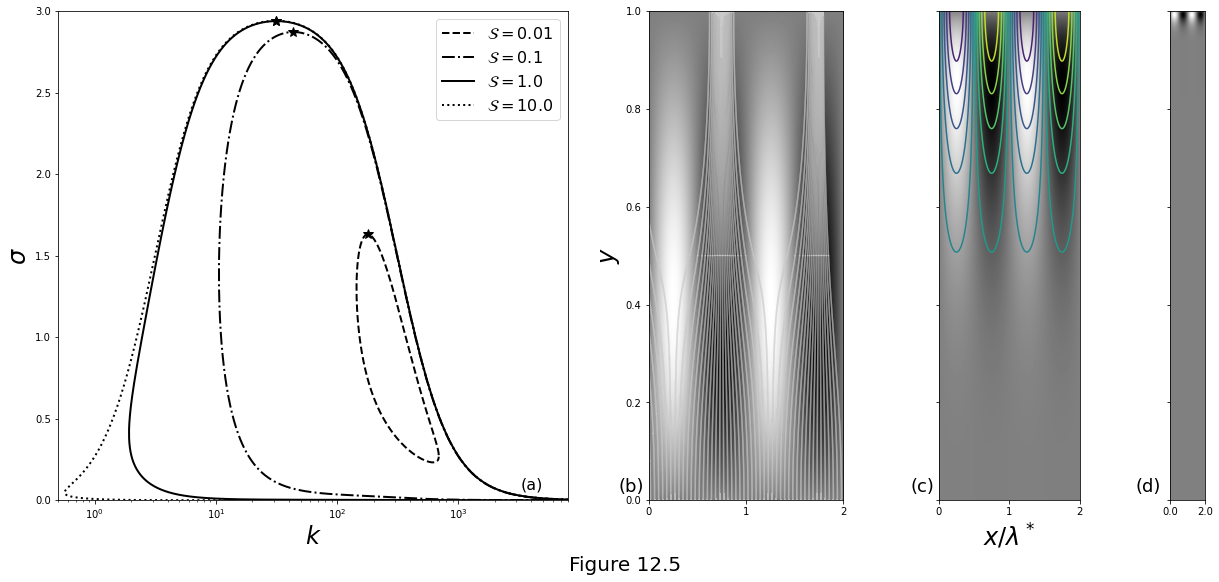 3.0
2.5
2.0
1.5
1.0
0.5
0.0
σ
10⁰
10¹
10²
10³
k
𝒮 = 0.01
𝒮 = 0.1
𝒮 = 1.0
𝒮 = 10.0
(a)
1.0
0.8
0.6
0.4
0.2
0.0
y
(b)
0
1
2
(c)
0
1
2
x/λ*
(d)
0.0
2.0
Figure 12.5